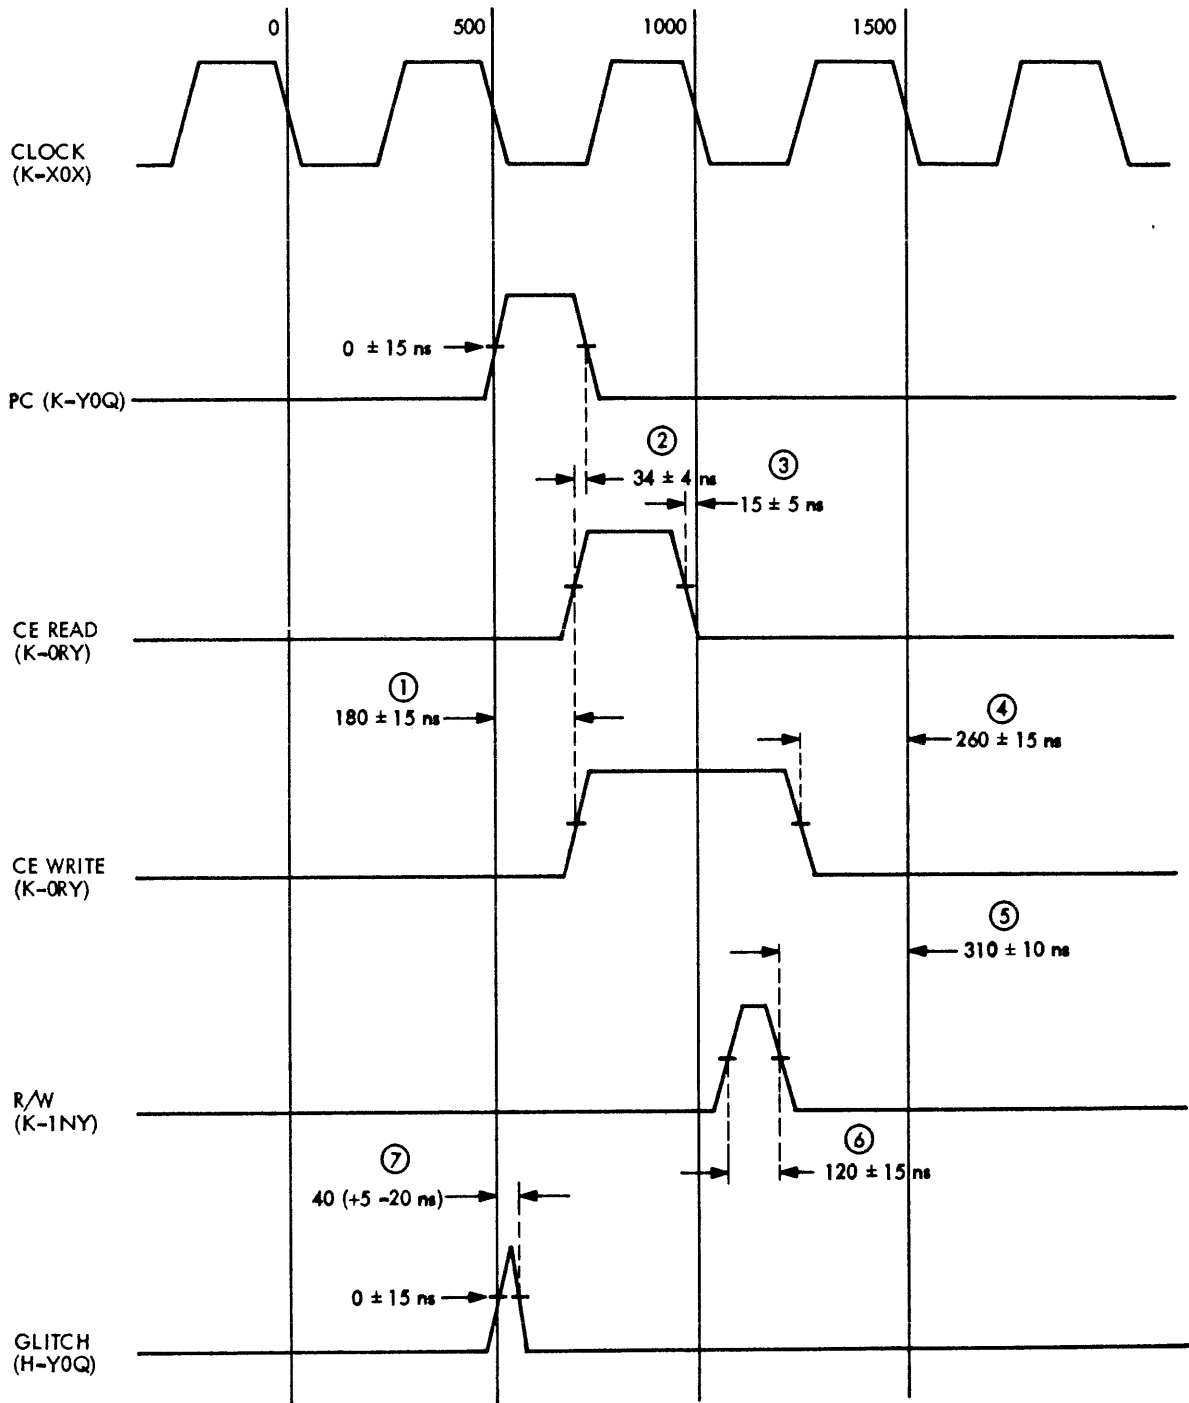 0 500 1000 1500
CLOCK
(K-X0X)
0 ± 15 ns
PC (K-Y0Q)
2
34 ± 4 ns
3
15 ± 5 ns
CE READ
(K-0RY)
1
180 ± 15 ns
4
260 ± 15 ns
CE WRITE
(K-0RY)
5
310 ± 10 ns
R/W
(K-1NY)
6
120 ± 15 ns
7
40 (+5 -20 ns)
0 ± 15 ns
GLITCH
(H-Y0Q)